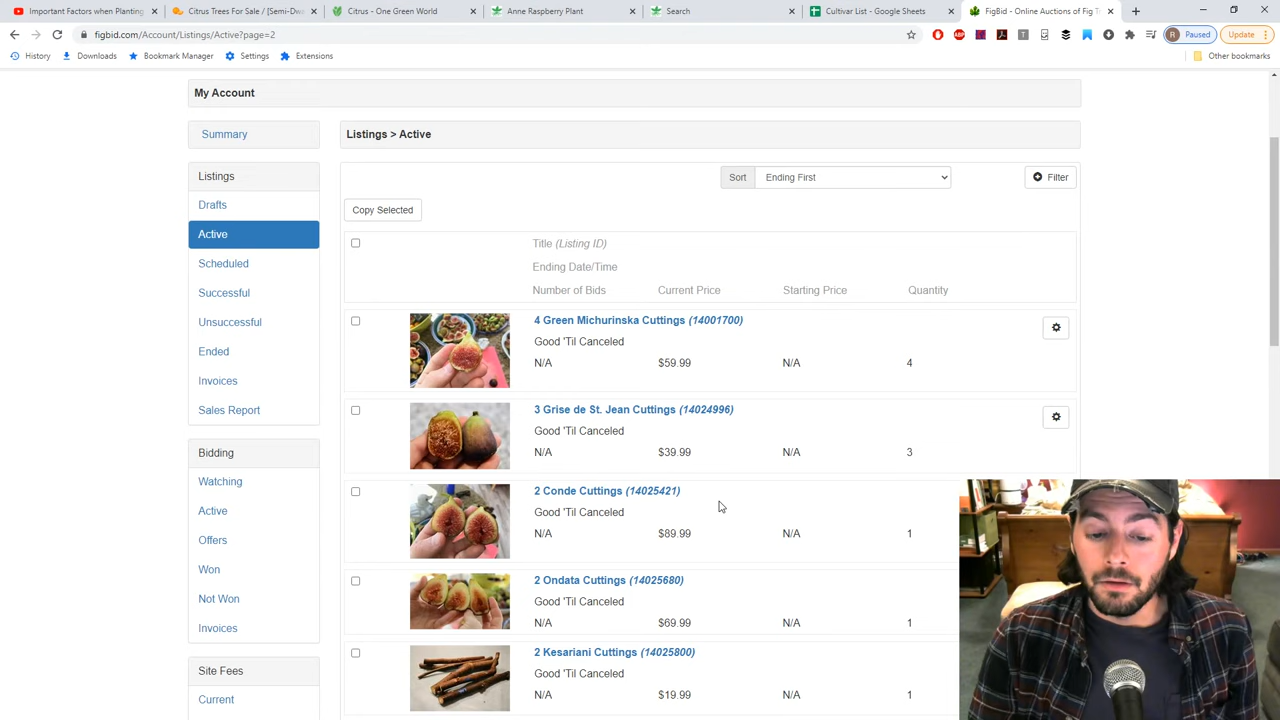 Important Factors when Planting
Citrus Trees For Sale / [Semi-Dw
Citrus - One Green World
Anne Raspberry Plant
Search
Cultivar List - Google Sheets
FigBid - Online Auctions of Fig T
figbid.com/Account/Listings/Active?page=2
ABP
R Paused
Update
History
Downloads
Bookmark Manager
Settings
Extensions
Other bookmarks
My Account
Summary
Listings > Active
Listings
Sort
Ending First
Filter
Drafts
Copy Selected
Active
Title (Listing ID)
Scheduled
Ending Date/Time
Successful
Number of Bids
Current Price
Starting Price
Quantity
Unsuccessful
4 Green Michurinska Cuttings (14001700)
Good 'Til Canceled
Ended
N/A
$59.99
N/A
4
Invoices
Sales Report
3 Grise de St. Jean Cuttings (14024996)
Good 'Til Canceled
N/A
$39.99
N/A
3
Bidding
Watching
2 Conde Cuttings (14025421)
Active
Good 'Til Canceled
Offers
N/A
$89.99
N/A
1
Won
2 Ondata Cuttings (14025680)
Not Won
Good 'Til Canceled
Invoices
N/A
$69.99
N/A
1
2 Kesariani Cuttings (14025800)
Site Fees
Good 'Til Canceled
Current
N/A
$19.99
N/A
1